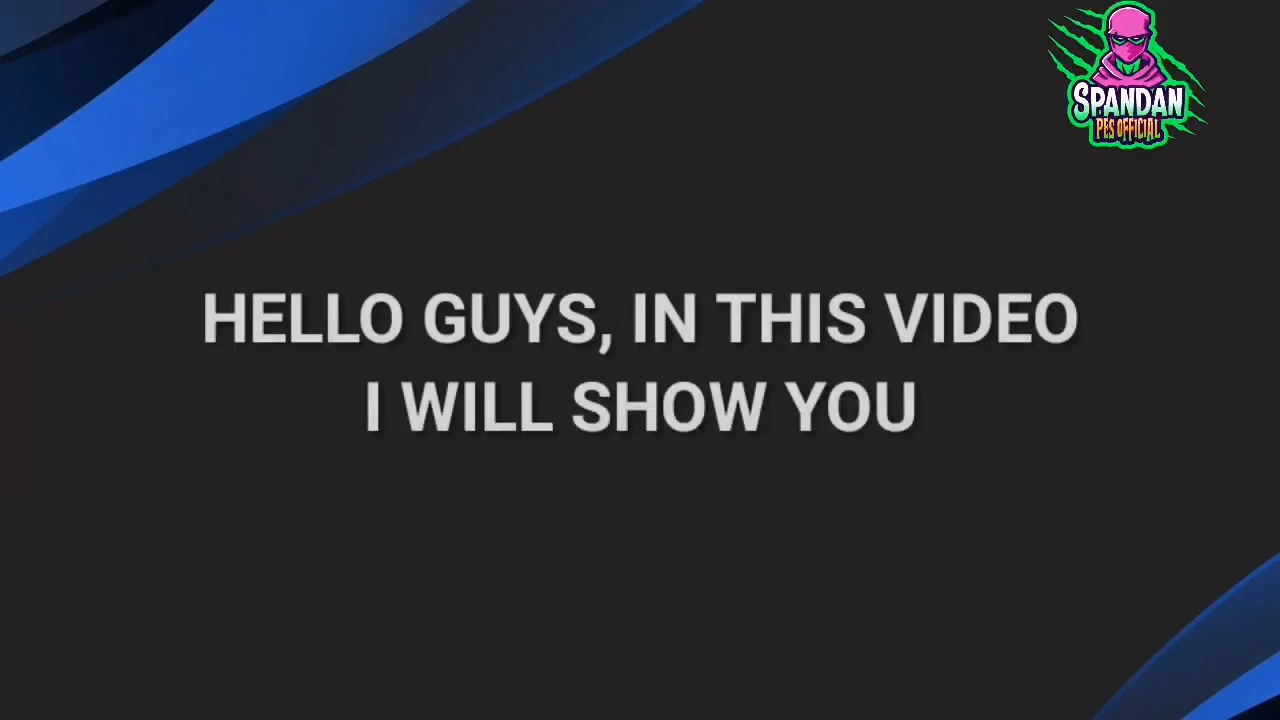 SPANDAN
PES OFFICIAL
HELLO GUYS, IN THIS VIDEO
I WILL SHOW YOU